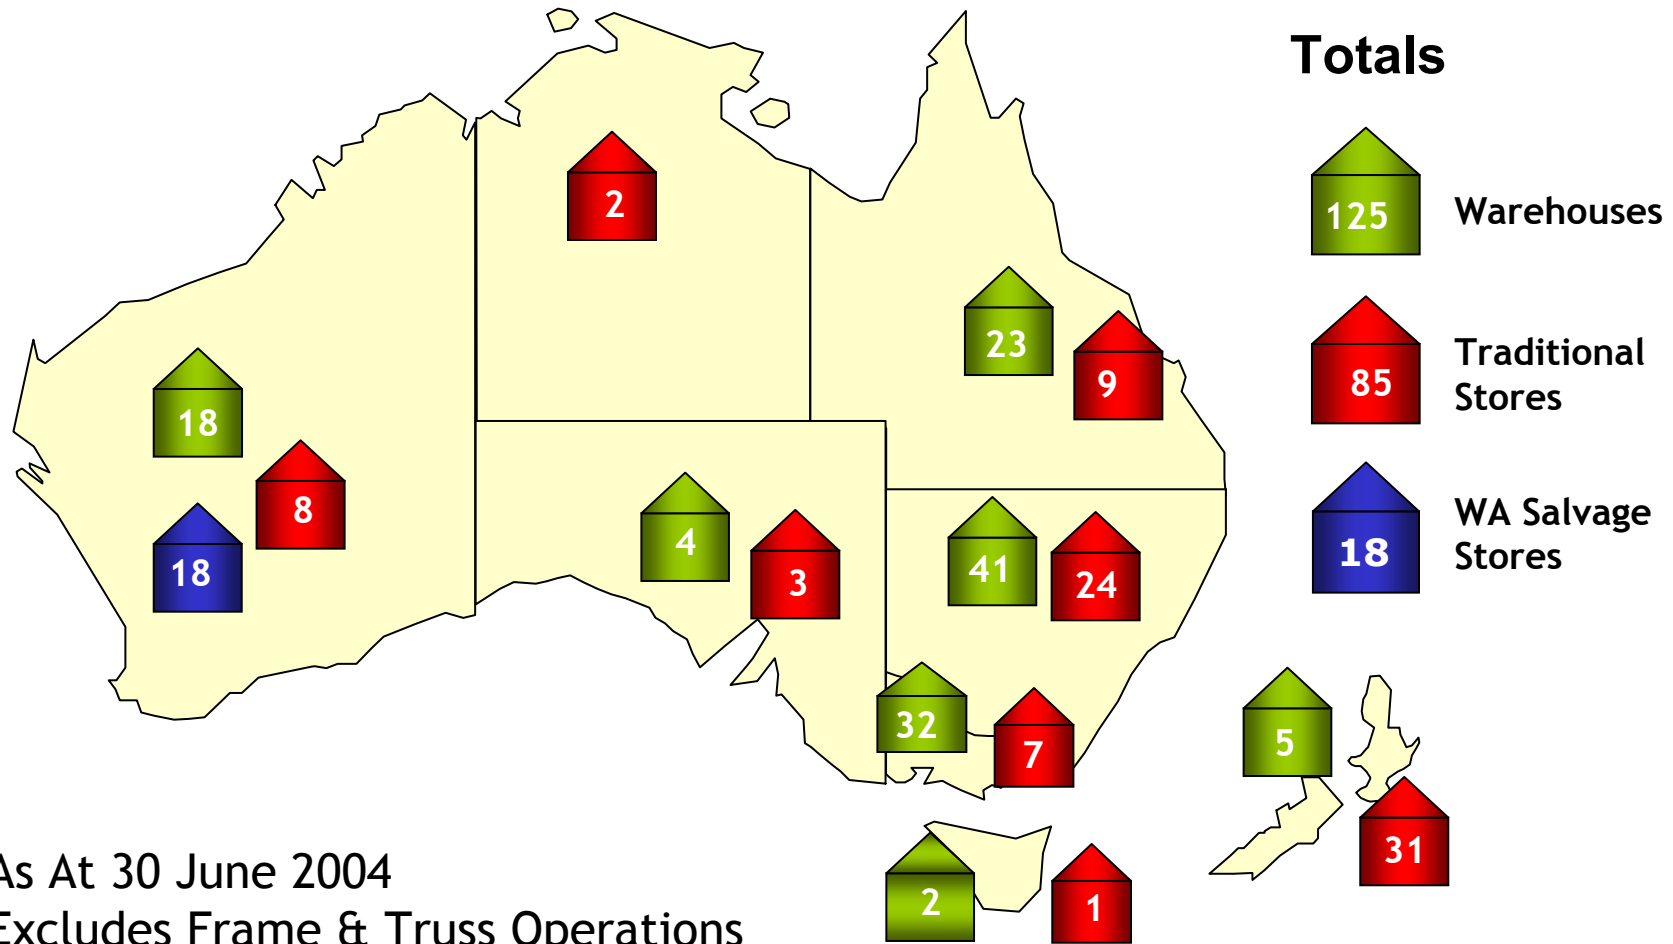 Totals
2
125
Warehouses
23
9
Traditional
85
Stores
18
8
4
3
41
24
WA Salvage
18
18
Stores
32
7
5
31
2
1
As At 30 June 2004
Excludes Frame & Truss Operations